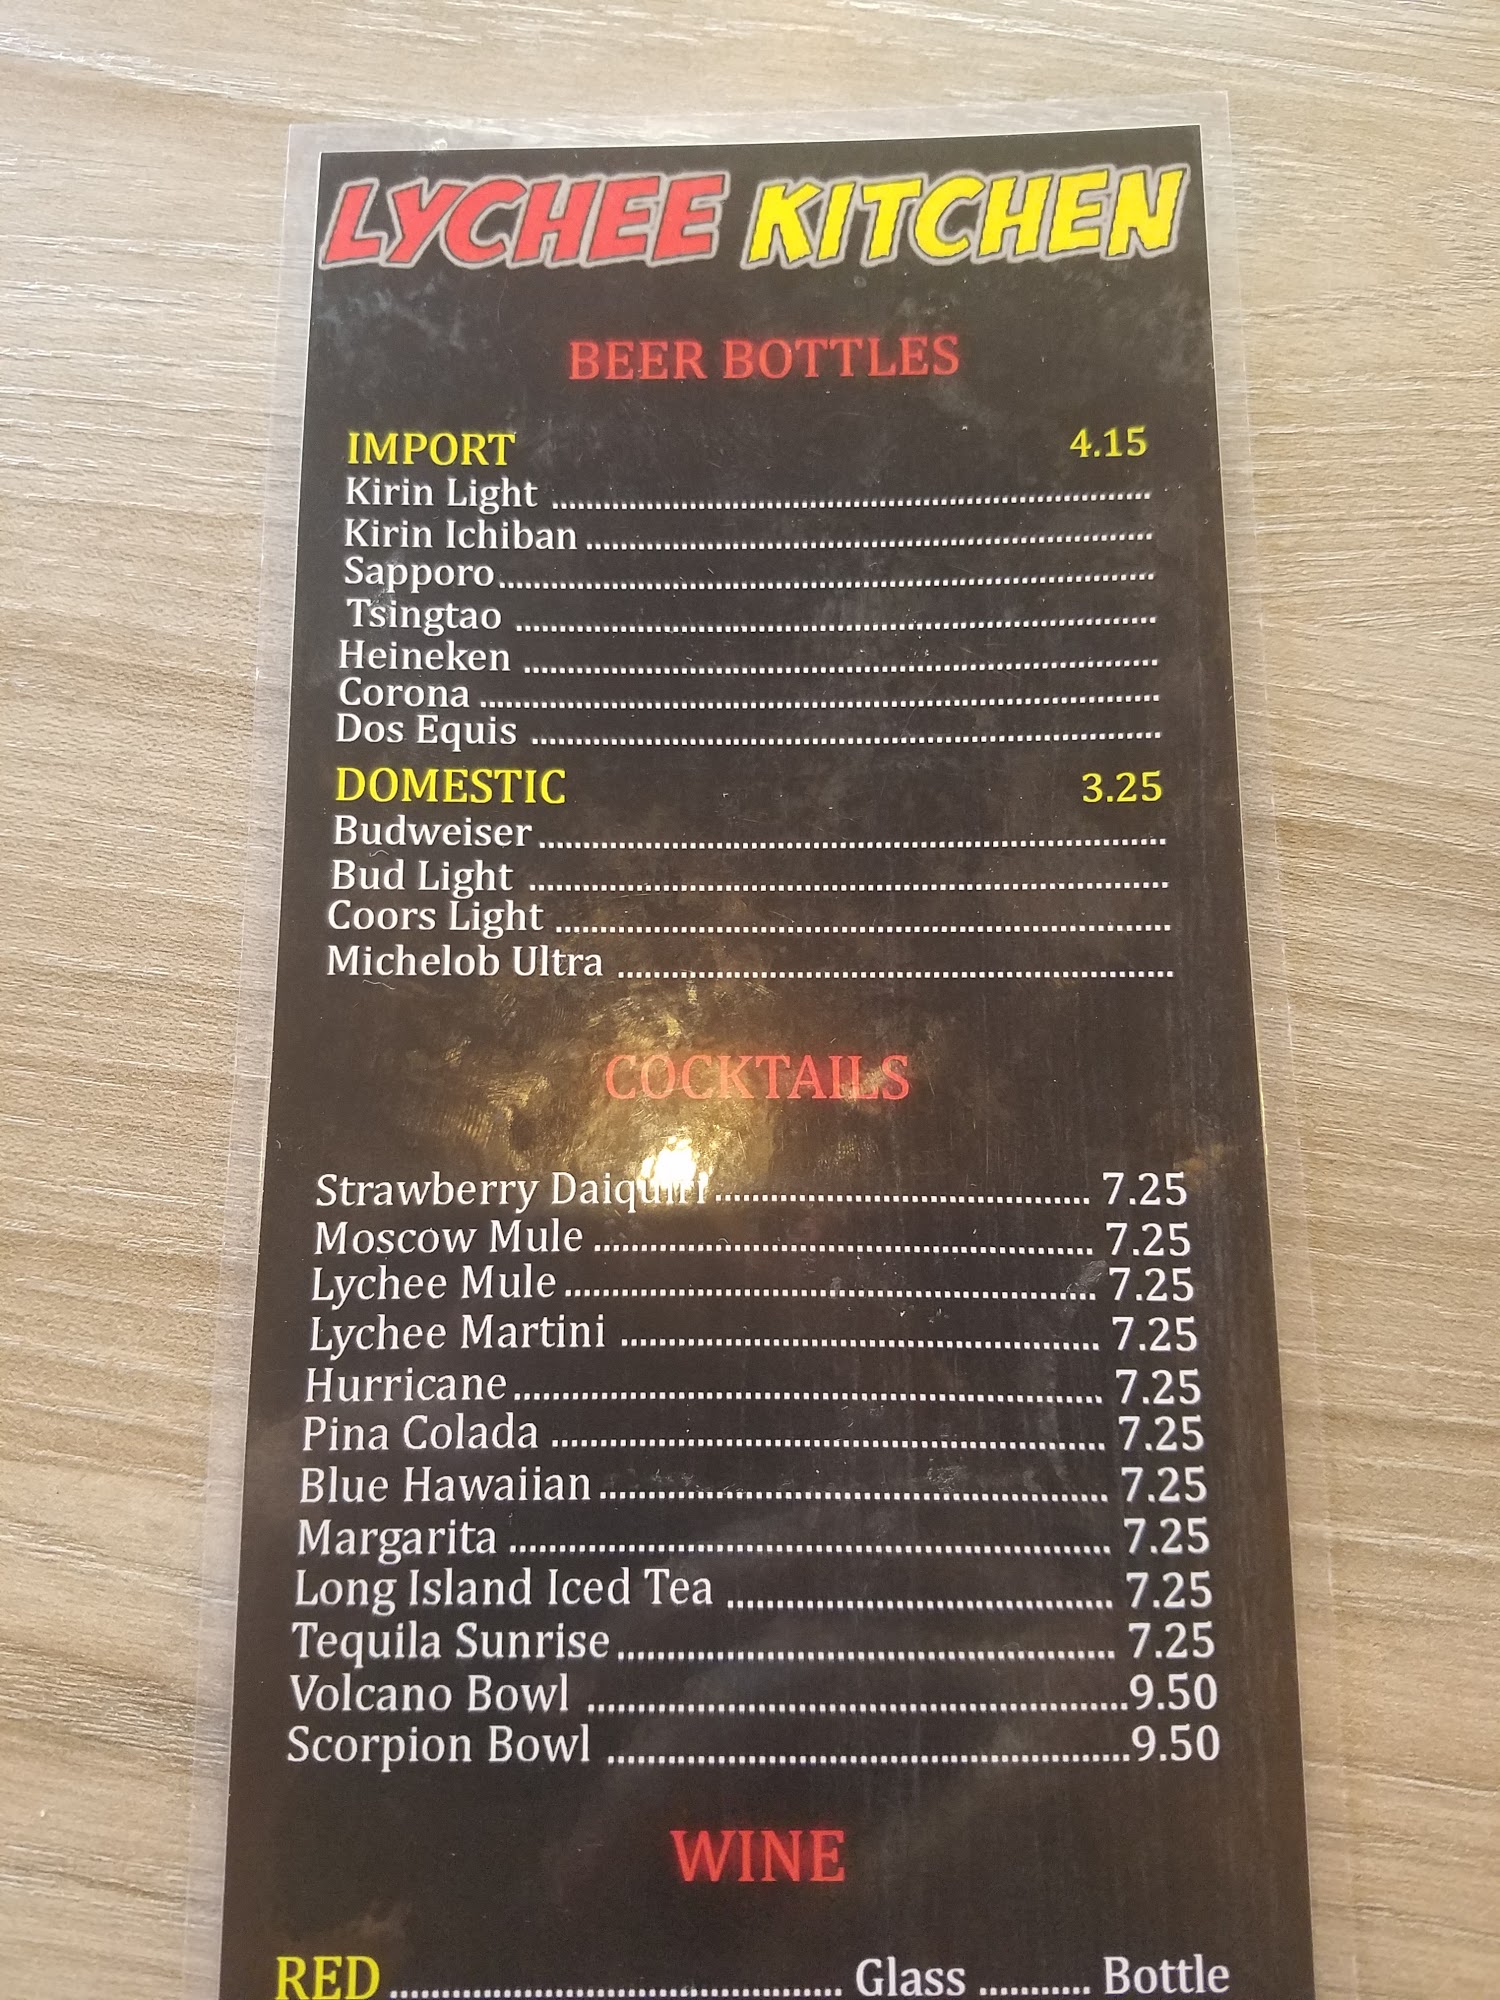 LYCHEE KITCHEN
BEER BOTTLES
IMPORT 4.15
Kirin Light
Kirin Ichiban
Sapporo
Tsingtao
Heineken
Corona
Dos Equis
DOMESTIC 3.25
Budweiser
Bud Light
Coors Light
Michelob Ultra
COCKTAILS
Strawberry Daiquiri 7.25
Moscow Mule 7.25
Lychee Mule 7.25
Lychee Martini 7.25
Hurricane 7.25
Pina Colada 7.25
Blue Hawaiian 7.25
Margarita 7.25
Long Island Iced Tea 7.25
Tequila Sunrise 7.25
Volcano Bowl 9.50
Scorpion Bowl 9.50
WINE
RED Glass Bottle